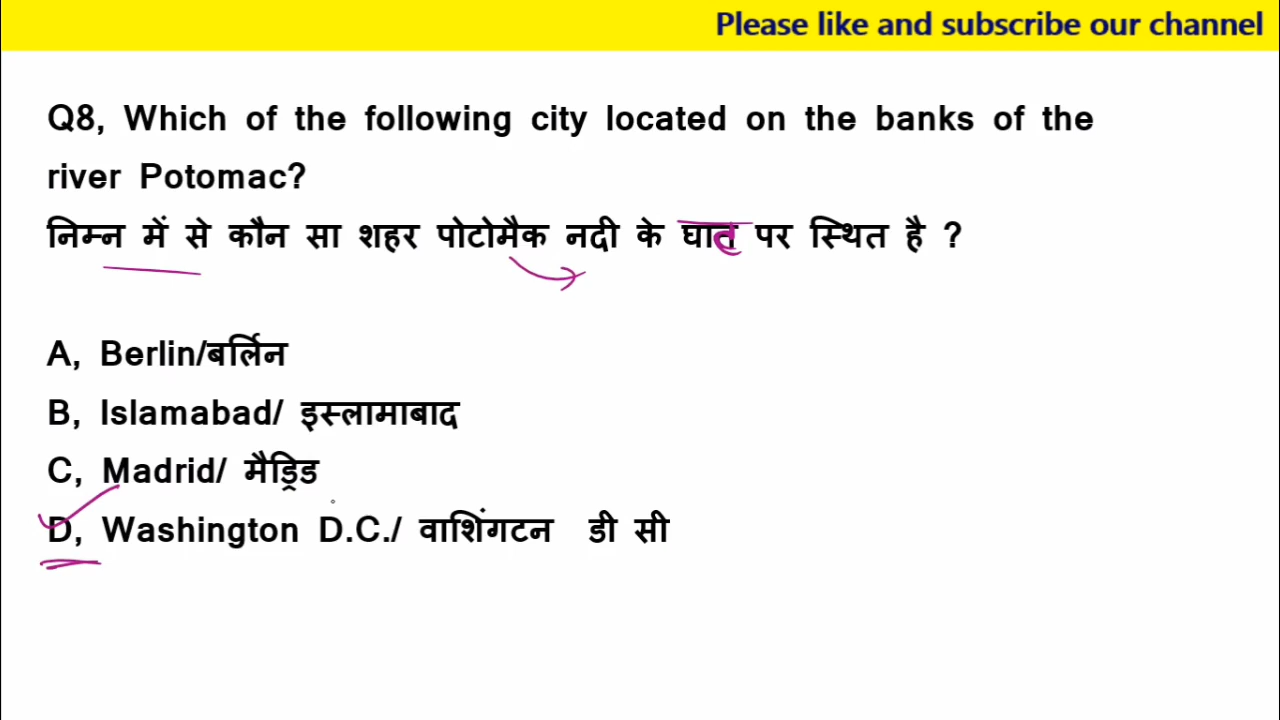 Please like and subscribe our channel
Q8, Which of the following city located on the banks of the
river Potomac?
निम्न में से कौन सा शहर पोटोमैक नदी के घात पर स्थित है ?
A, Berlin/बर्लिन
B, Islamabad/ इस्लामाबाद
C, Madrid/ मैड्रिड
D, Washington D.C./ वाशिंगटन डी सी